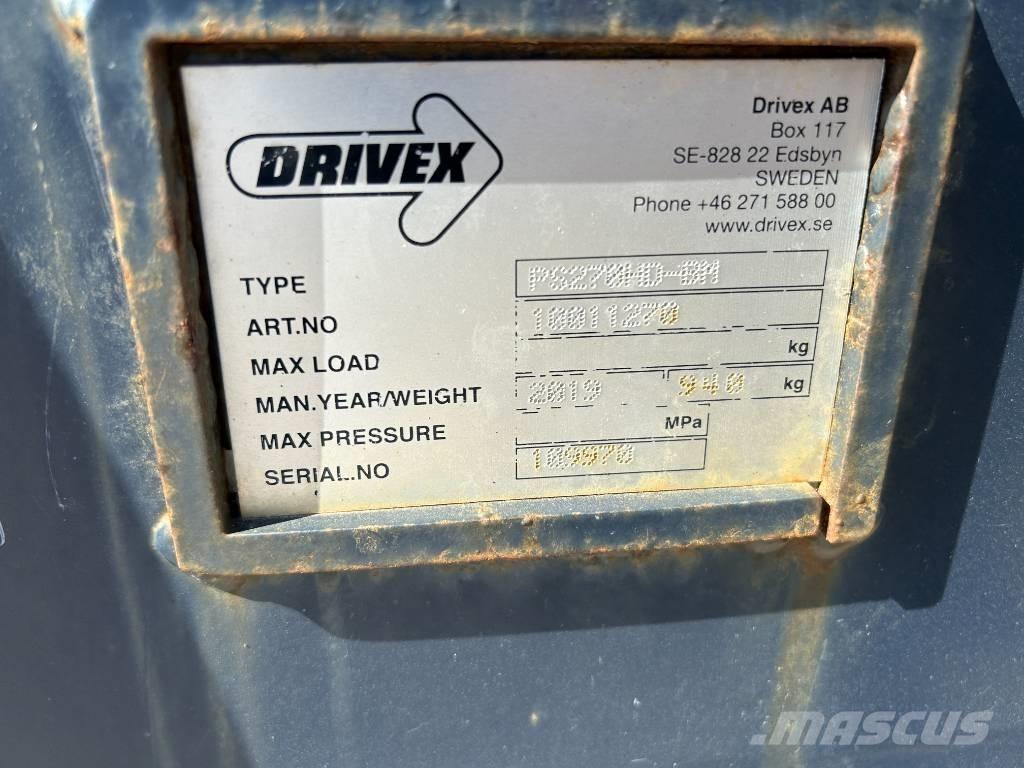 DRIVEX
Drivex AB
Box 117
SE-828 22 Edsbyn
SWEDEN
Phone +46 271 588 00
www.drivex.se
TYPE PS270HD-BM
ART.NO 10011270
MAX LOAD kg
MAN.YEAR/WEIGHT 2019 940 kg
MAX PRESSURE MPa
SERIAL.NO 109970
MASCUS